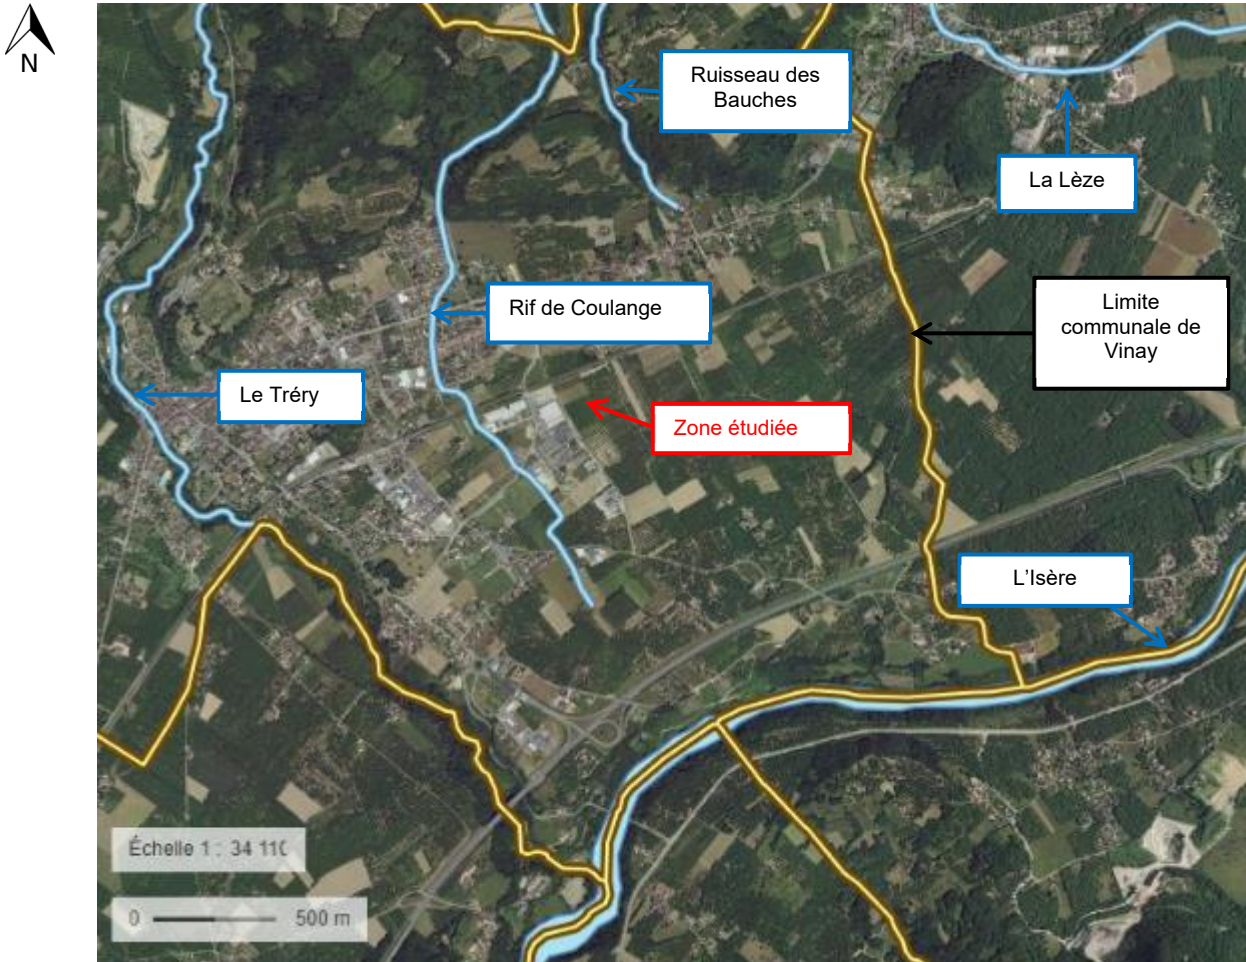 N
Ruisseau des
Bauches
La Lèze
Limite
communale de
Vinay
Rif de Coulange
Le Tréry
Zone étudiée
L'Isère
Échelle 1 : 34 110
0 500 m